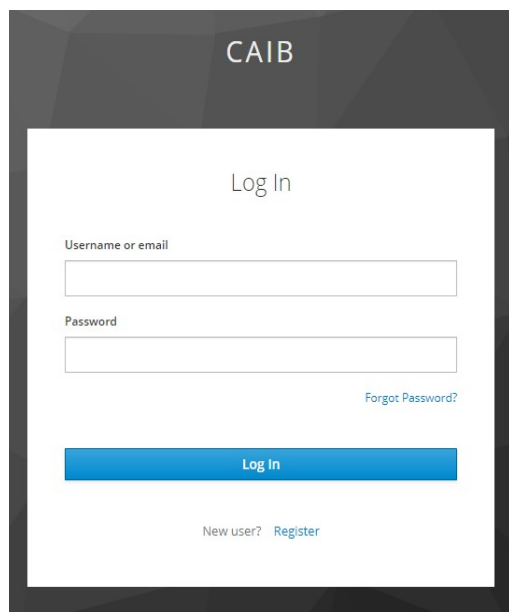 CAIB
Log In
Username or email
Password
Forgot Password?
Log In
New user? Register